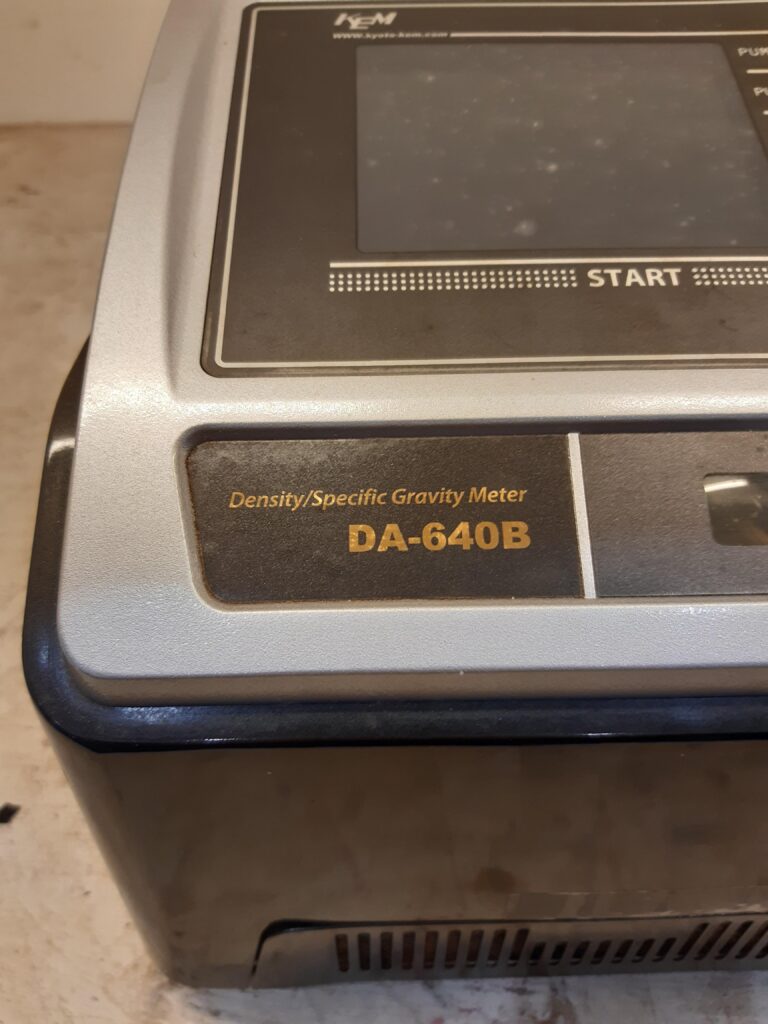 KEM
www.kyoto-kem.com
START
Density/Specific Gravity Meter
DA-640B